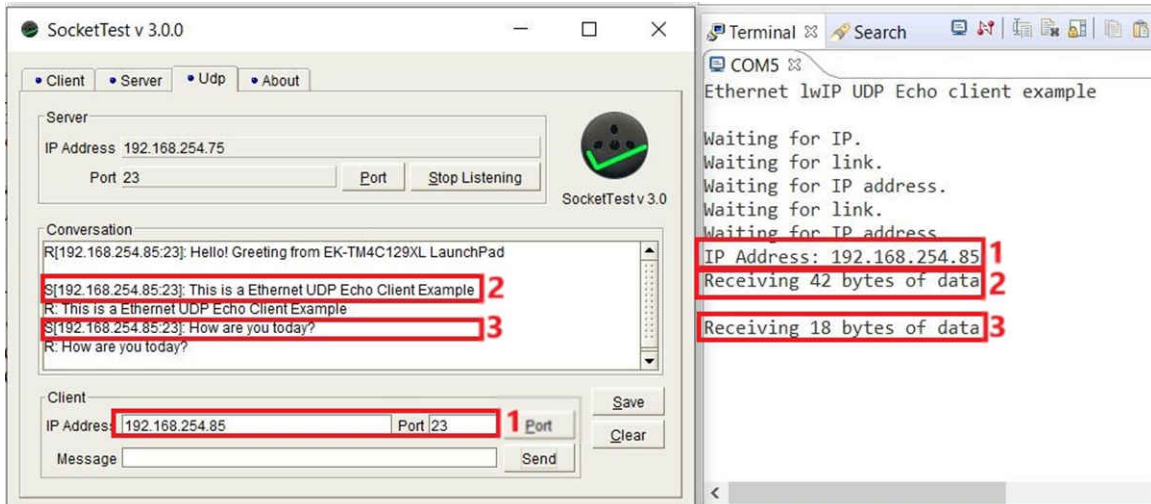 SocketTest v 3.0.0
Client
Server
Udp
About
Server
IP Address 192.168.254.75
Port 23 Port Stop Listening
SocketTest v 3.0
Conversation
R[192.168.254.85:23]: Hello! Greeting from EK-TM4C129XL LaunchPad
S[192.168.254.85:23]: This is a Ethernet UDP Echo Client Example 2
R: This is a Ethernet UDP Echo Client Example
S[192.168.254.85:23]: How are you today? 3
R: How are you today?
Client
IP Address 192.168.254.85 Port 23 1 Port
Message Send
Save
Clear
Terminal Search
COM5
Ethernet lwIP UDP Echo client example
Waiting for IP.
Waiting for link.
Waiting for IP address.
Waiting for link.
Waiting for IP address
IP Address: 192.168.254.85 1
Receiving 42 bytes of data 2
Receiving 18 bytes of data 3